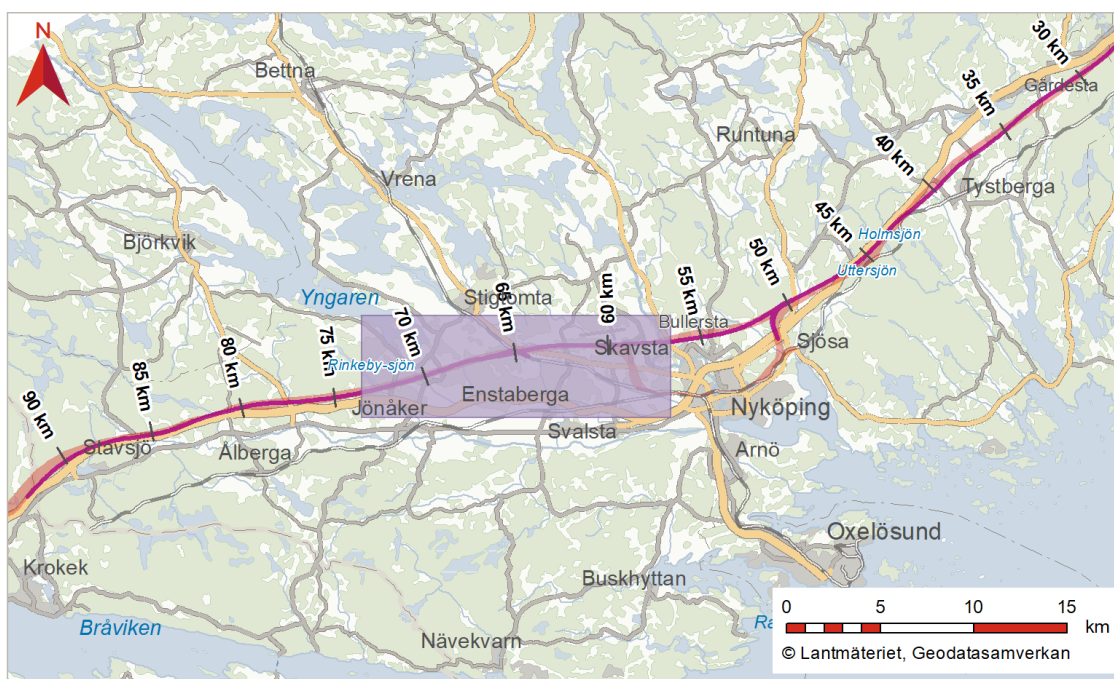 N
30 km
Gärdesta
35 km
Bettna
Runtuna
40 km
Tystberga
Vrena
45 km
Holmsjön
Björkvik
Uttersjön
50 km
Yngaren
Stigtomta
65 km
60 km
55 km
Bullersta
70 km
Skavsta
Sjösa
Rinkeby-sjön
75 km
80 km
Enstaberga
Jönåker
Nyköping
85 km
Svalsta
90 km
Stavsjö
Ålberga
Arnö
Oxelösund
Krokek
Buskhyttan
Bråviken
Nävekvarn
Ra
0 5 10 15
km
© Lantmäteriet, Geodatasamverkan